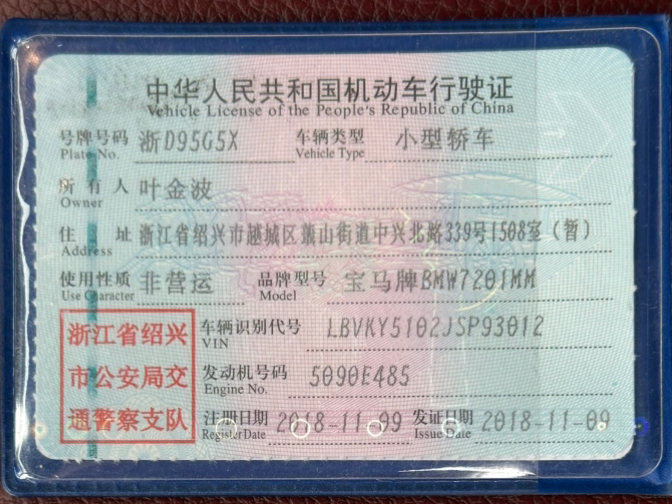 中华人民共和国机动车行驶证
Vehicle License of the People's Republic of China
号牌号码 浙D95G5X 车辆类型 小型轿车
Plate No. Vehicle Type
所有人 叶金波
Owner
住址 浙江省绍兴市越城区蕺山街道中兴北路339号1508室（暂）
Address
使用性质 非营运 品牌型号 宝马牌BMW7201MM
Use Character Model
浙江省绍兴 车辆识别代号 LBVKY5102JSP93012
VIN
市公安局交 发动机号码 5090E485
Engine No.
通警察支队 注册日期 2018-11-09 发证日期 2018-11-09
Register Date Issue Date